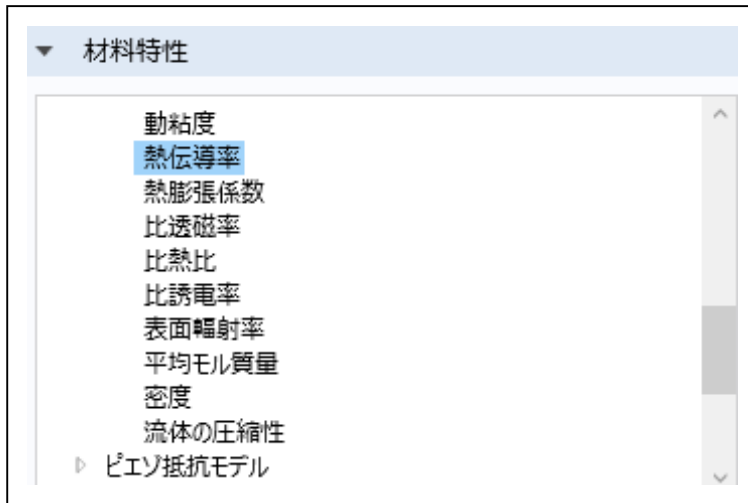 材料特性
動粘度
熱伝導率
熱膨張係数
比透磁率
比熱比
比誘電率
表面輻射率
平均モル質量
密度
流体の圧縮性
ピエゾ抵抗モデル